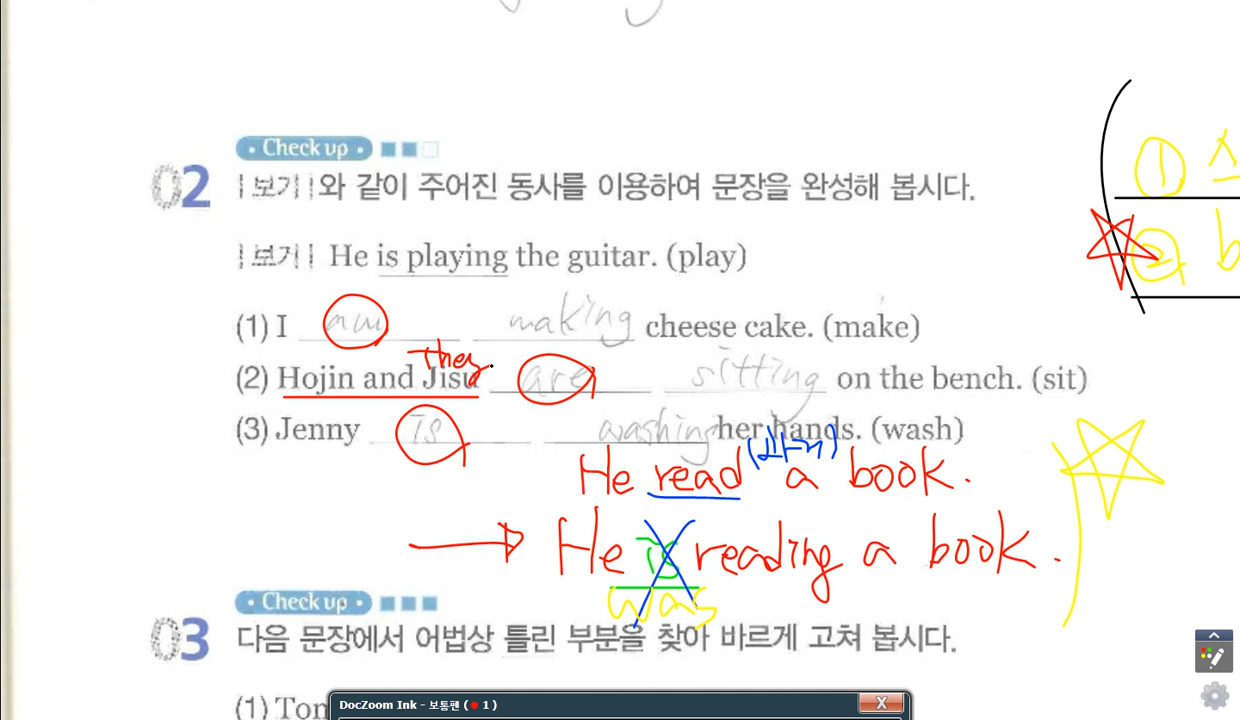 Check up
02 |보기|와 같이 주어진 동사를 이용하여 문장을 완성해 봅시다.
|보기| He is playing the guitar. (play)
(1) I am making cheese cake. (make)
they
(2) Hojin and Jisu are sitting on the bench. (sit)
(3) Jenny is washing her hands. (wash)
(과거)
He read a book.
He is reading a book.
was
Check up
03 다음 문장에서 어법상 틀린 부분을 찾아 바르게 고쳐 봅시다.
(1) Tom
DocZoom Ink - 보통펜 ( 1 )
X
①
②  b